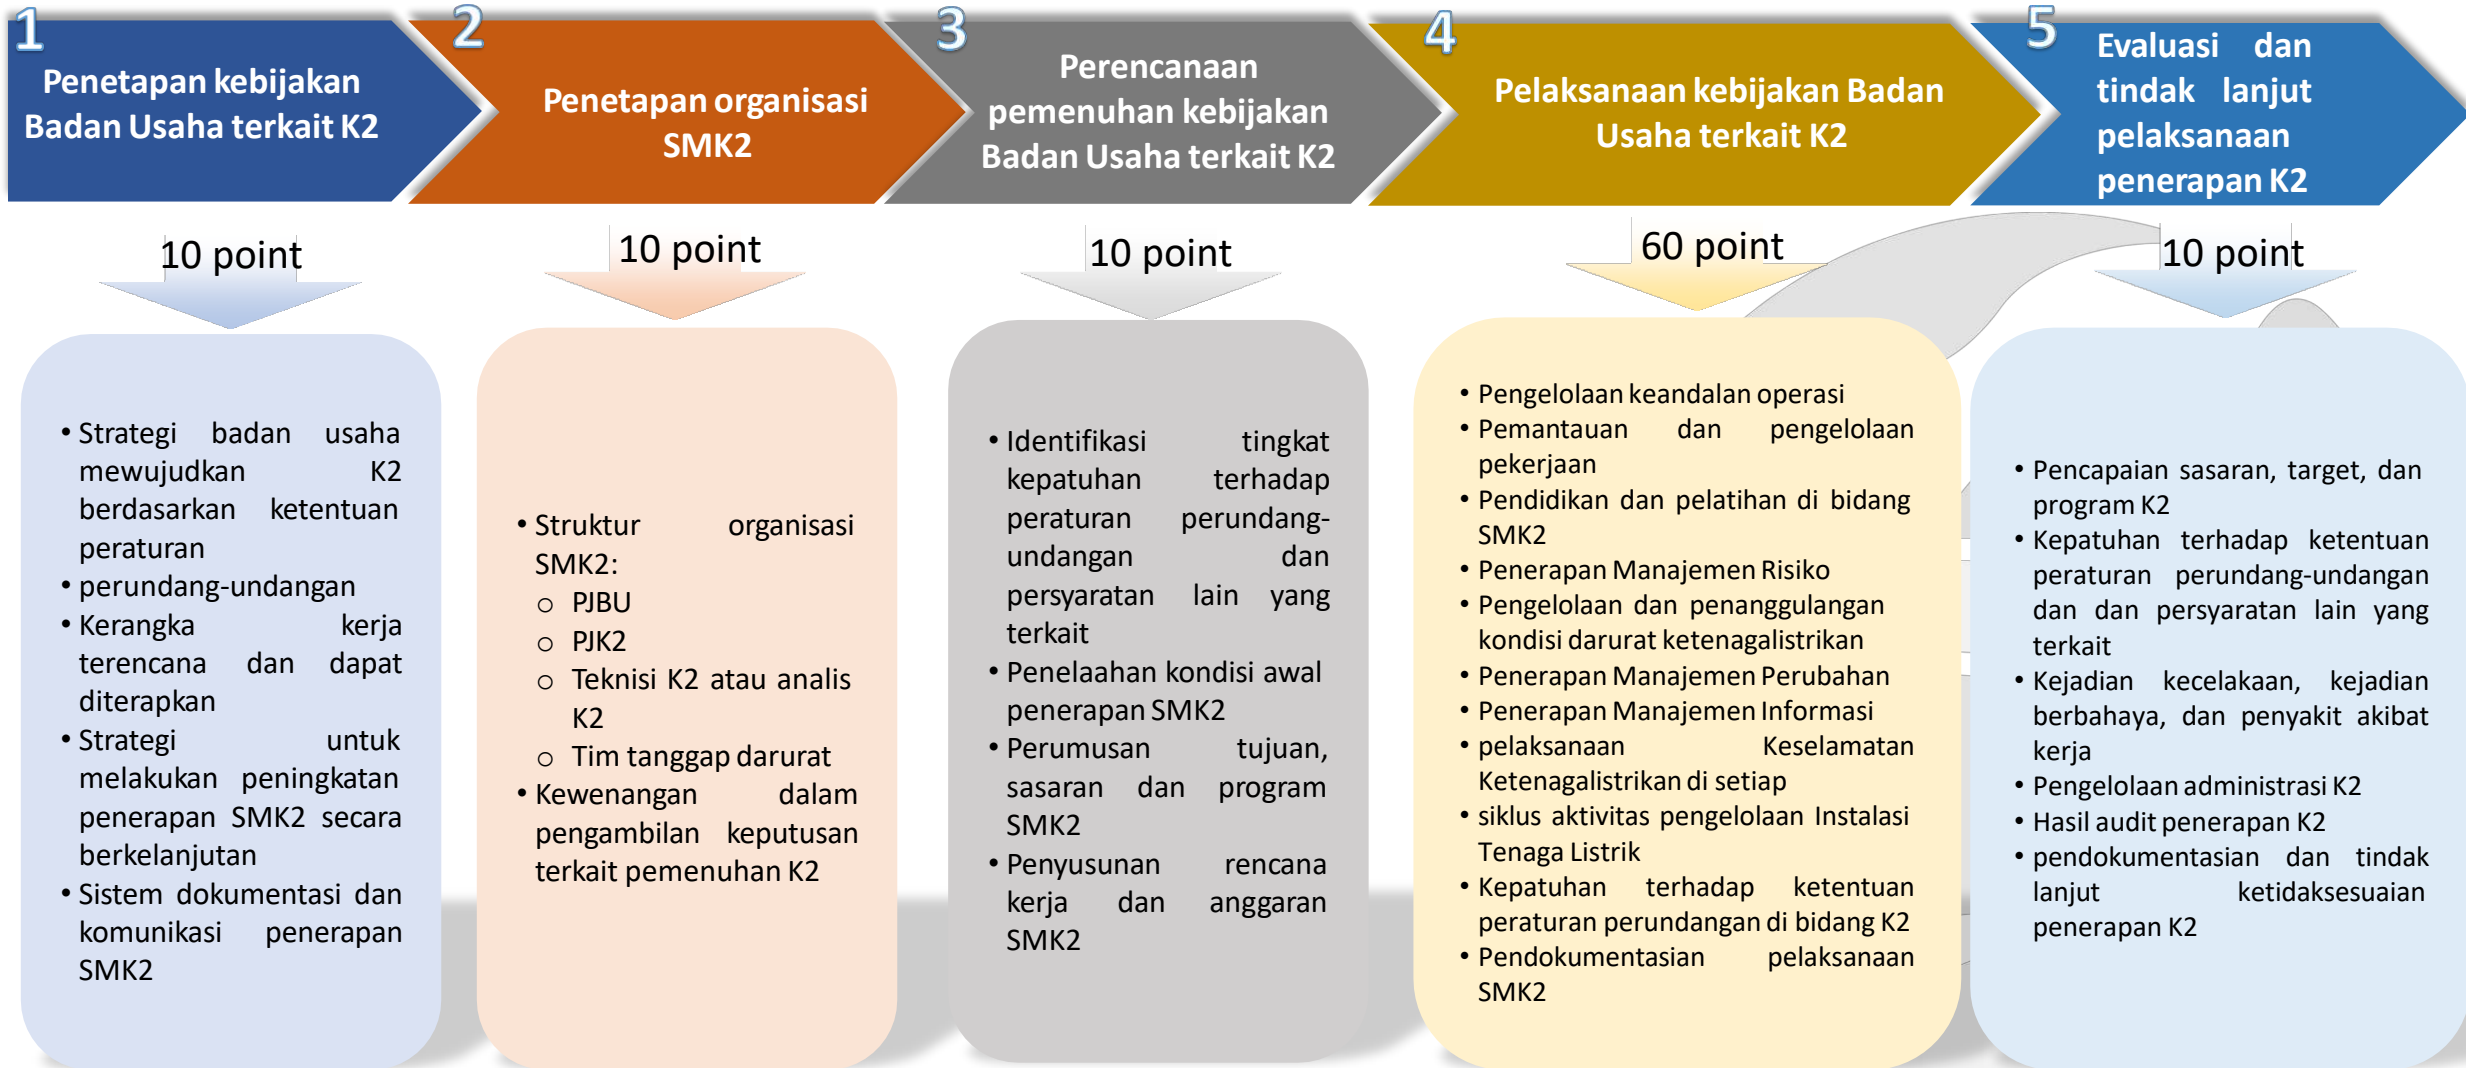 1
Penetapan kebijakan
Badan Usaha terkait K2
2
Penetapan organisasi
SMK2
3
Perencanaan
pemenuhan kebijakan
Badan Usaha terkait K2
4
Pelaksanaan kebijakan Badan
Usaha terkait K2
5
Evaluasi dan
tindak lanjut
pelaksanaan
penerapan K2
10 point
10 point
10 point
60 point
10 point
• Strategi badan usaha
mewujudkan K2
berdasarkan ketentuan
peraturan
• perundang-undangan
• Kerangka kerja
terencana dan dapat
diterapkan
• Strategi untuk
melakukan peningkatan
penerapan SMK2 secara
berkelanjutan
• Sistem dokumentasi dan
komunikasi penerapan
SMK2
• Struktur organisasi
SMK2:
o PJBU
o PJK2
o Teknisi K2 atau analis
K2
o Tim tanggap darurat
• Kewenangan dalam
pengambilan keputusan
terkait pemenuhan K2
• Identifikasi tingkat
kepatuhan terhadap
peraturan perundang-
undangan dan
persyaratan lain yang
terkait
• Penelaahan kondisi awal
penerapan SMK2
• Perumusan tujuan,
sasaran dan program
SMK2
• Penyusunan rencana
kerja dan anggaran
SMK2
• Pengelolaan keandalan operasi
• Pemantauan dan pengelolaan
pekerjaan
• Pendidikan dan pelatihan di bidang
SMK2
• Penerapan Manajemen Risiko
• Pengelolaan dan penanggulangan
kondisi darurat ketenagalistrikan
• Penerapan Manajemen Perubahan
• Penerapan Manajemen Informasi
• pelaksanaan Keselamatan
Ketenagalistrikan di setiap
• siklus aktivitas pengelolaan Instalasi
Tenaga Listrik
• Kepatuhan terhadap ketentuan
peraturan perundangan di bidang K2
• Pendokumentasian pelaksanaan
SMK2
• Pencapaian sasaran, target, dan
program K2
• Kepatuhan terhadap ketentuan
peraturan perundang-undangan
dan dan persyaratan lain yang
terkait
• Kejadian kecelakaan, kejadian
berbahaya, dan penyakit akibat
kerja
• Pengelolaan administrasi K2
• Hasil audit penerapan K2
• pendokumentasian dan tindak
lanjut ketidaksesuaian
penerapan K2